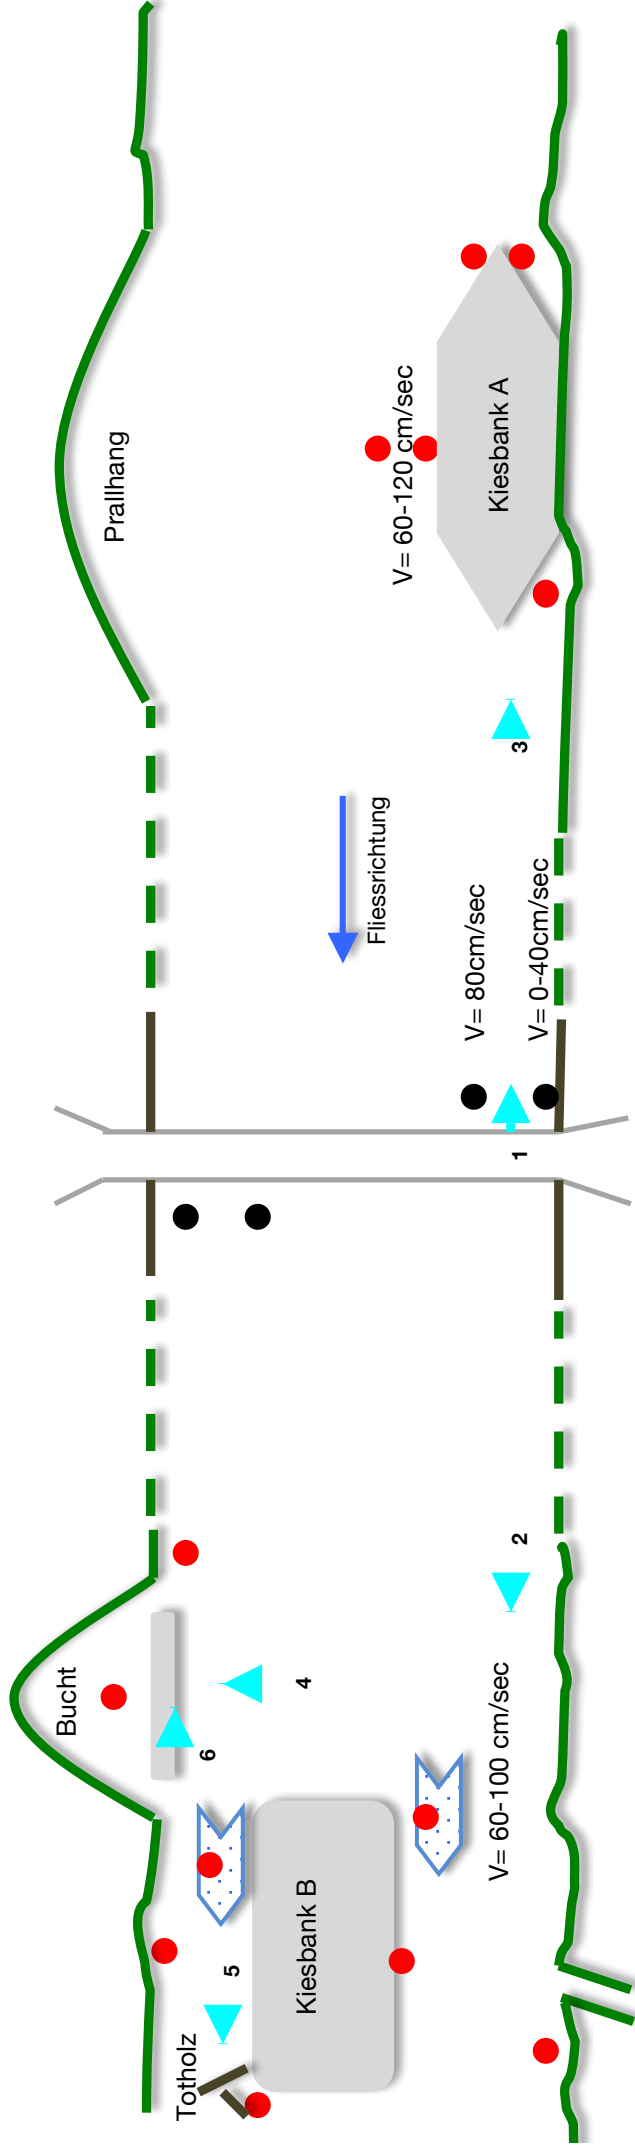 Prallhang
V= 60-120 cm/sec
Kiesbank A
3
Fliessrichtung
V= 80cm/sec
V= 0-40cm/sec
1
2
Bucht
4
6
V= 60-100 cm/sec
Kiesbank B
5
Totholz